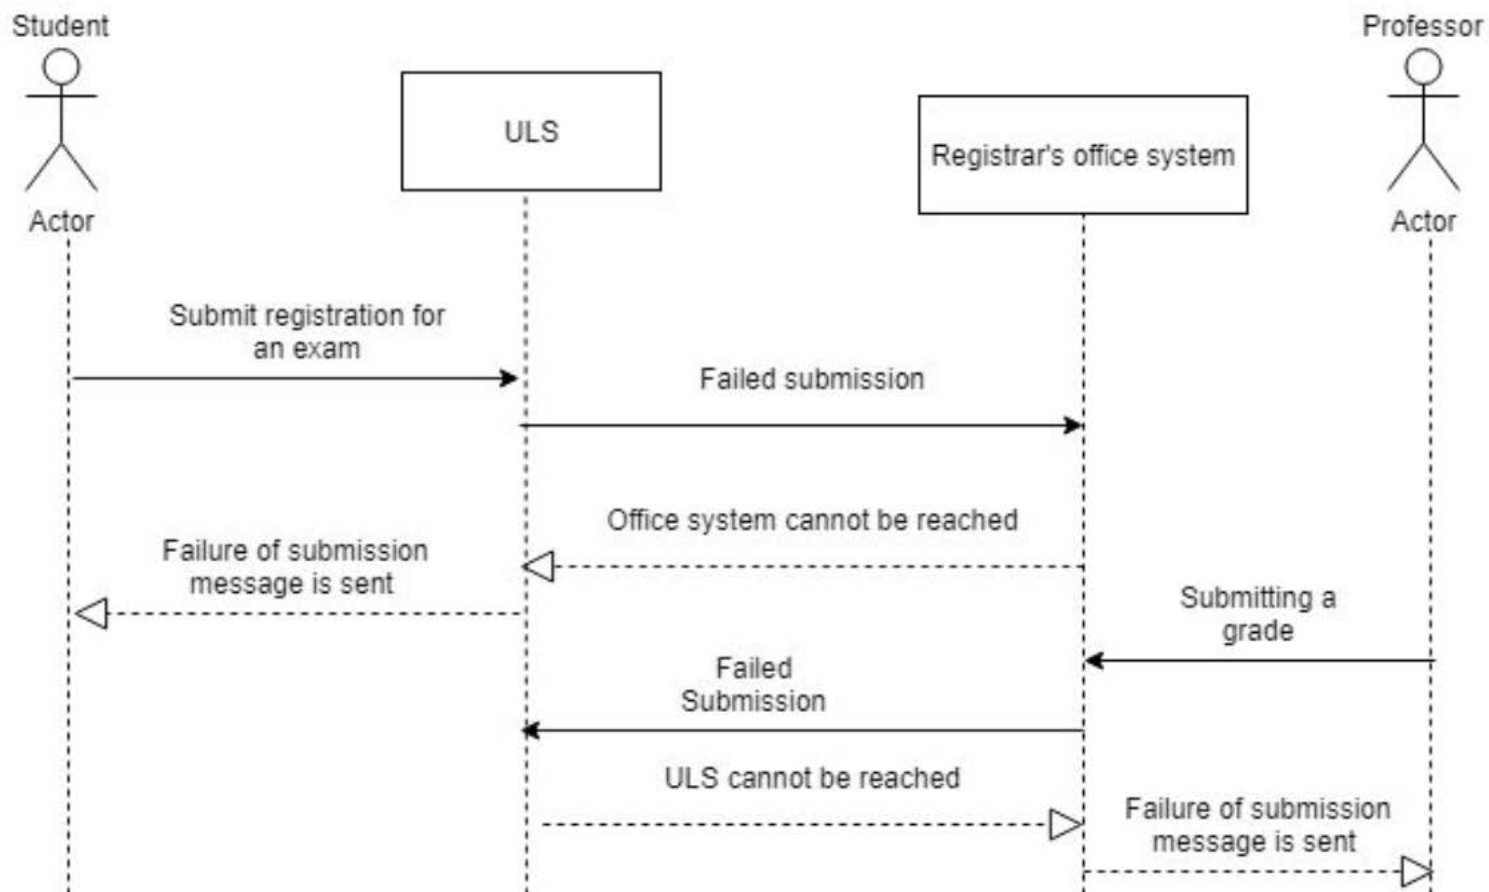 Student
Professor
ULS
Registrar's office system
Actor
Actor
Submit registration for
an exam
Failed submission
Office system cannot be reached
Failure of submission
message is sent
Submitting a
grade
Failed
Submission
ULS cannot be reached
Failure of submission
message is sent